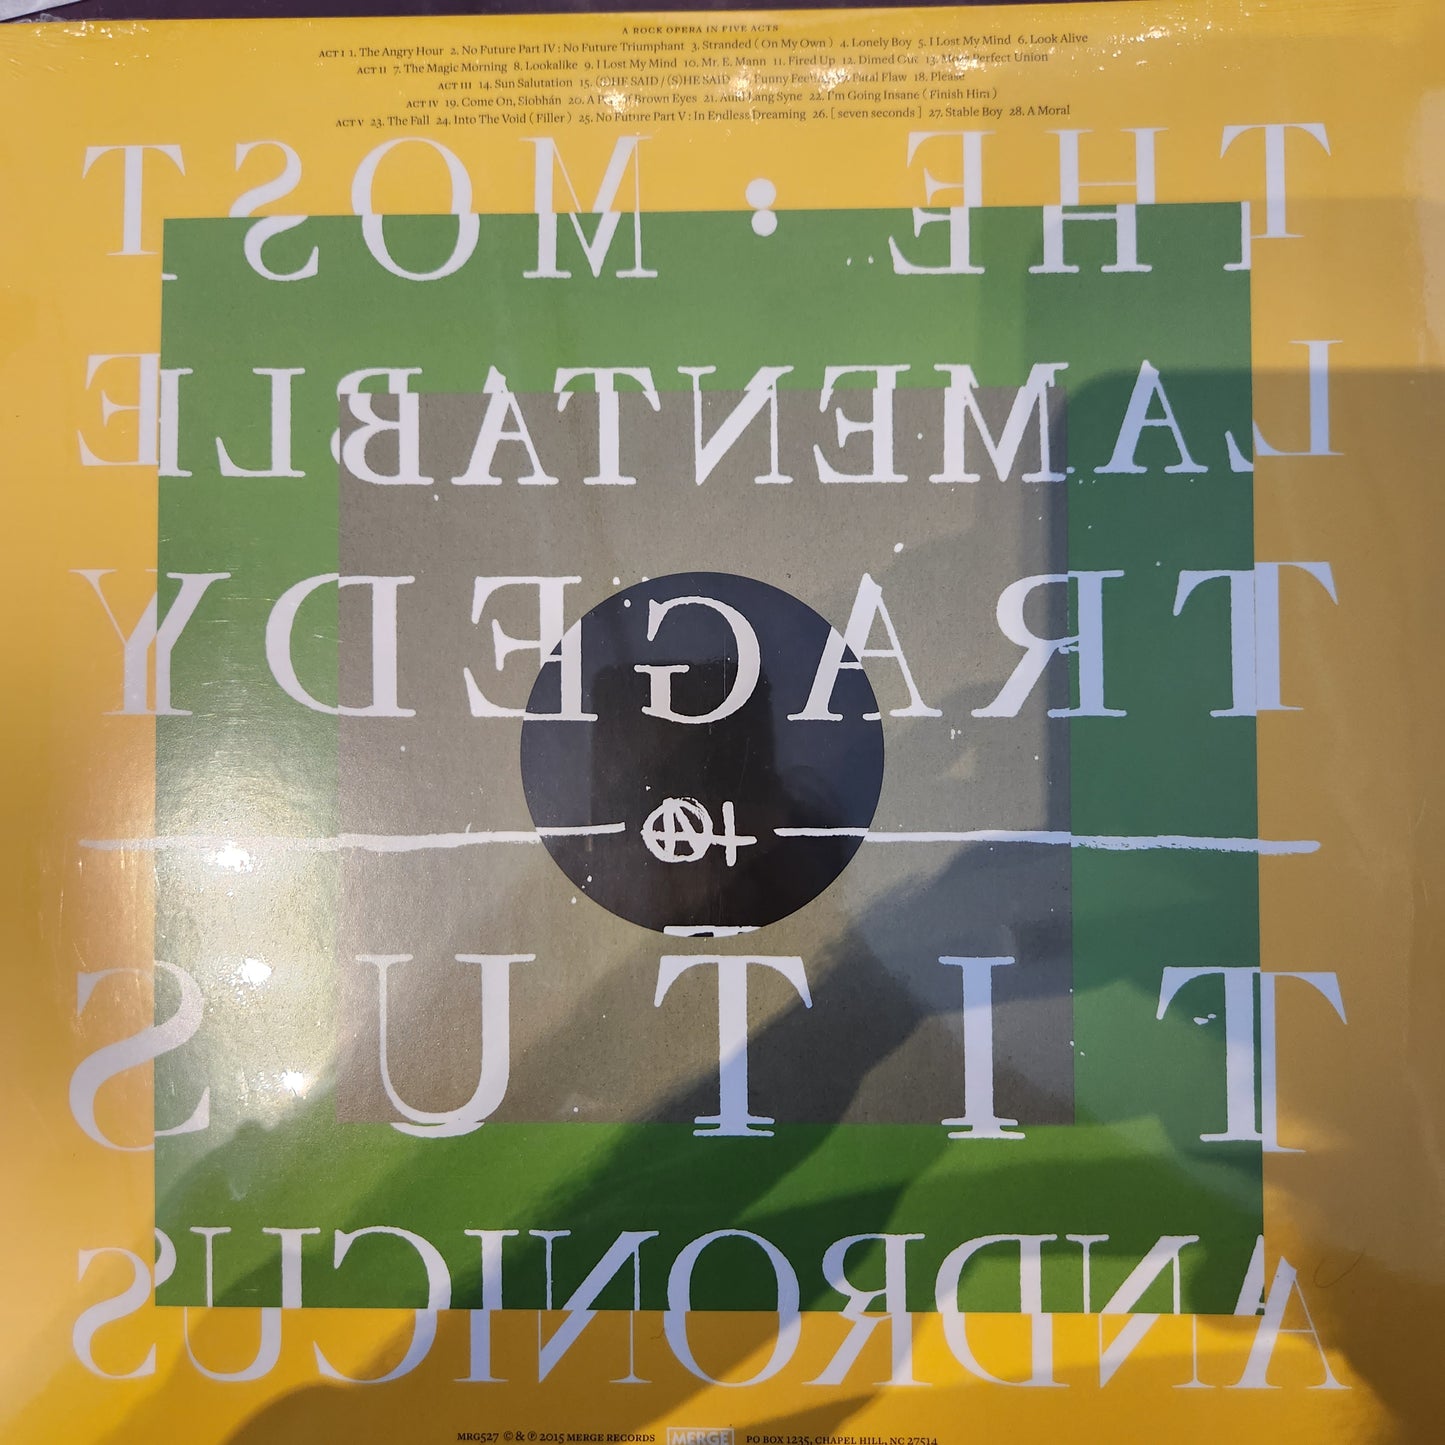 A ROCK OPERA IN FIVE ACTS
ACT I 1. The Angry Hour 2. No Future Part IV : No Future Triumphant 3. Stranded ( On My Own ) 4. Lonely Boy 5. I Lost My Mind 6. Look Alive
ACT II 7. The Magic Morning 8. Lookalike 9. I Lost My Mind 10. Mr. E. Mann 11. Fired Up 12. Dimed Out 13. More Perfect Union
ACT III 14. Sun Salutation 15. (S)HE SAID / (S)HE SAID Funny Feeling Fatal Flaw 18. Please
ACT IV 19. Come On, Siobhán 20. A Pair of Brown Eyes 21. Auld Lang Syne 22. I'm Going Insane ( Finish Him )
ACT V 23. The Fall 24. Into The Void ( Filler ) 25. No Future Part V : In Endless Dreaming 26. [ seven seconds ] 27. Stable Boy 28. A Moral
THE : MOST
LAMENTABLE
TRAGEDY
TITUS
ANDRONICUS
MRG527 © & ℗ 2015 MERGE RECORDS MERGE PO BOX 1235, CHAPEL HILL, NC 27514